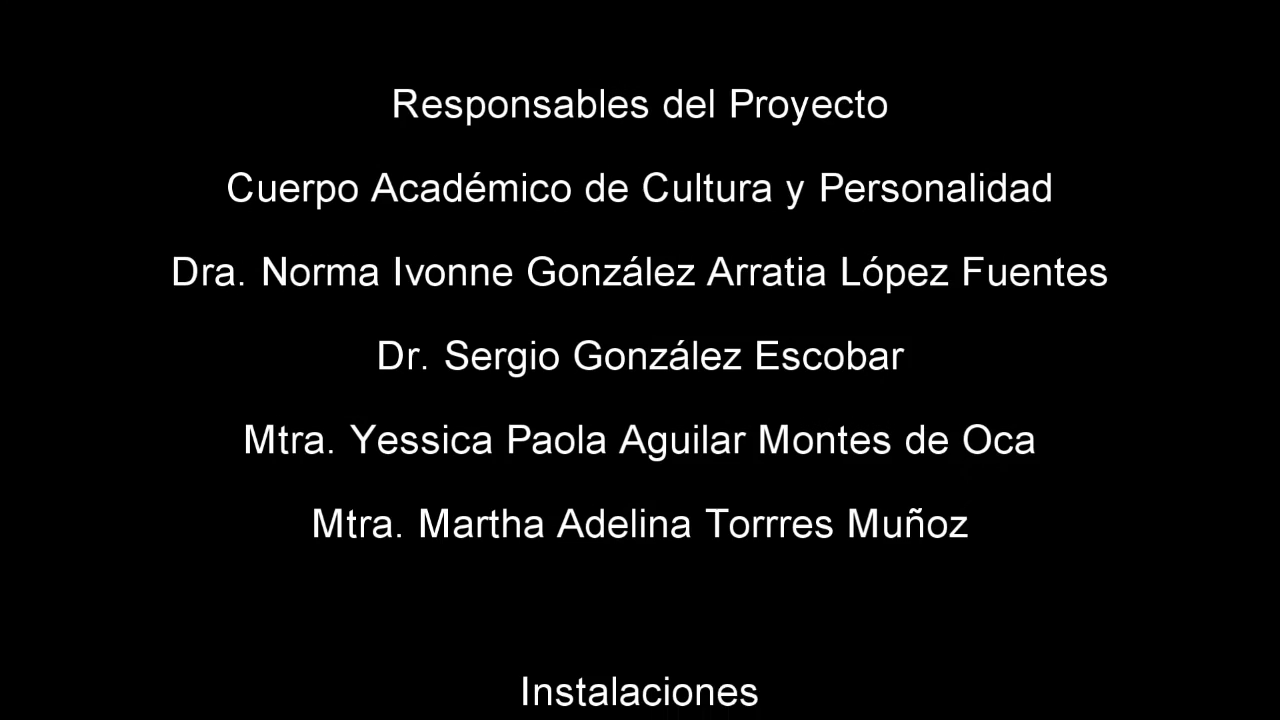 Responsables del Proyecto
Cuerpo Académico de Cultura y Personalidad
Dra. Norma Ivonne González Arratia López Fuentes
Dr. Sergio González Escobar
Mtra. Yessica Paola Aguilar Montes de Oca
Mtra. Martha Adelina Torrres Muñoz
Instalaciones